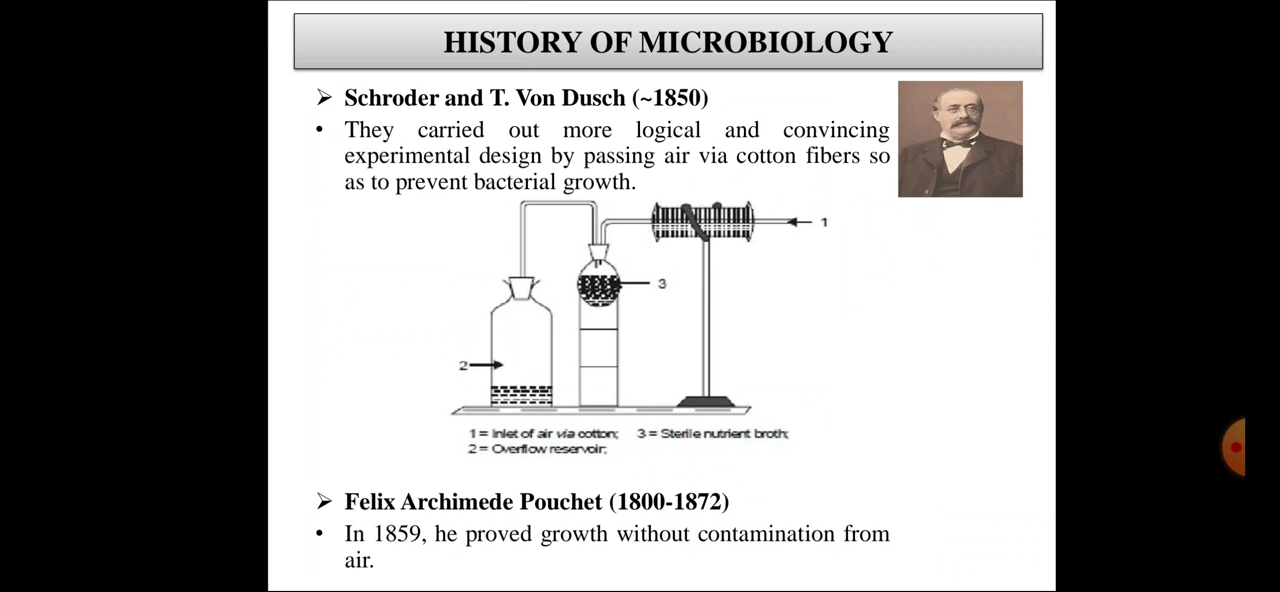 HISTORY OF MICROBIOLOGY
➢ Schroder and T. Von Dusch (~1850)
• They carried out more logical and convincing
experimental design by passing air via cotton fibers so
as to prevent bacterial growth.
1
3
2
1 = Inlet of air via cotton; 3 = Sterile nutrient broth;
2 = Overflow reservoir;
➢ Felix Archimede Pouchet (1800-1872)
• In 1859, he proved growth without contamination from
air.